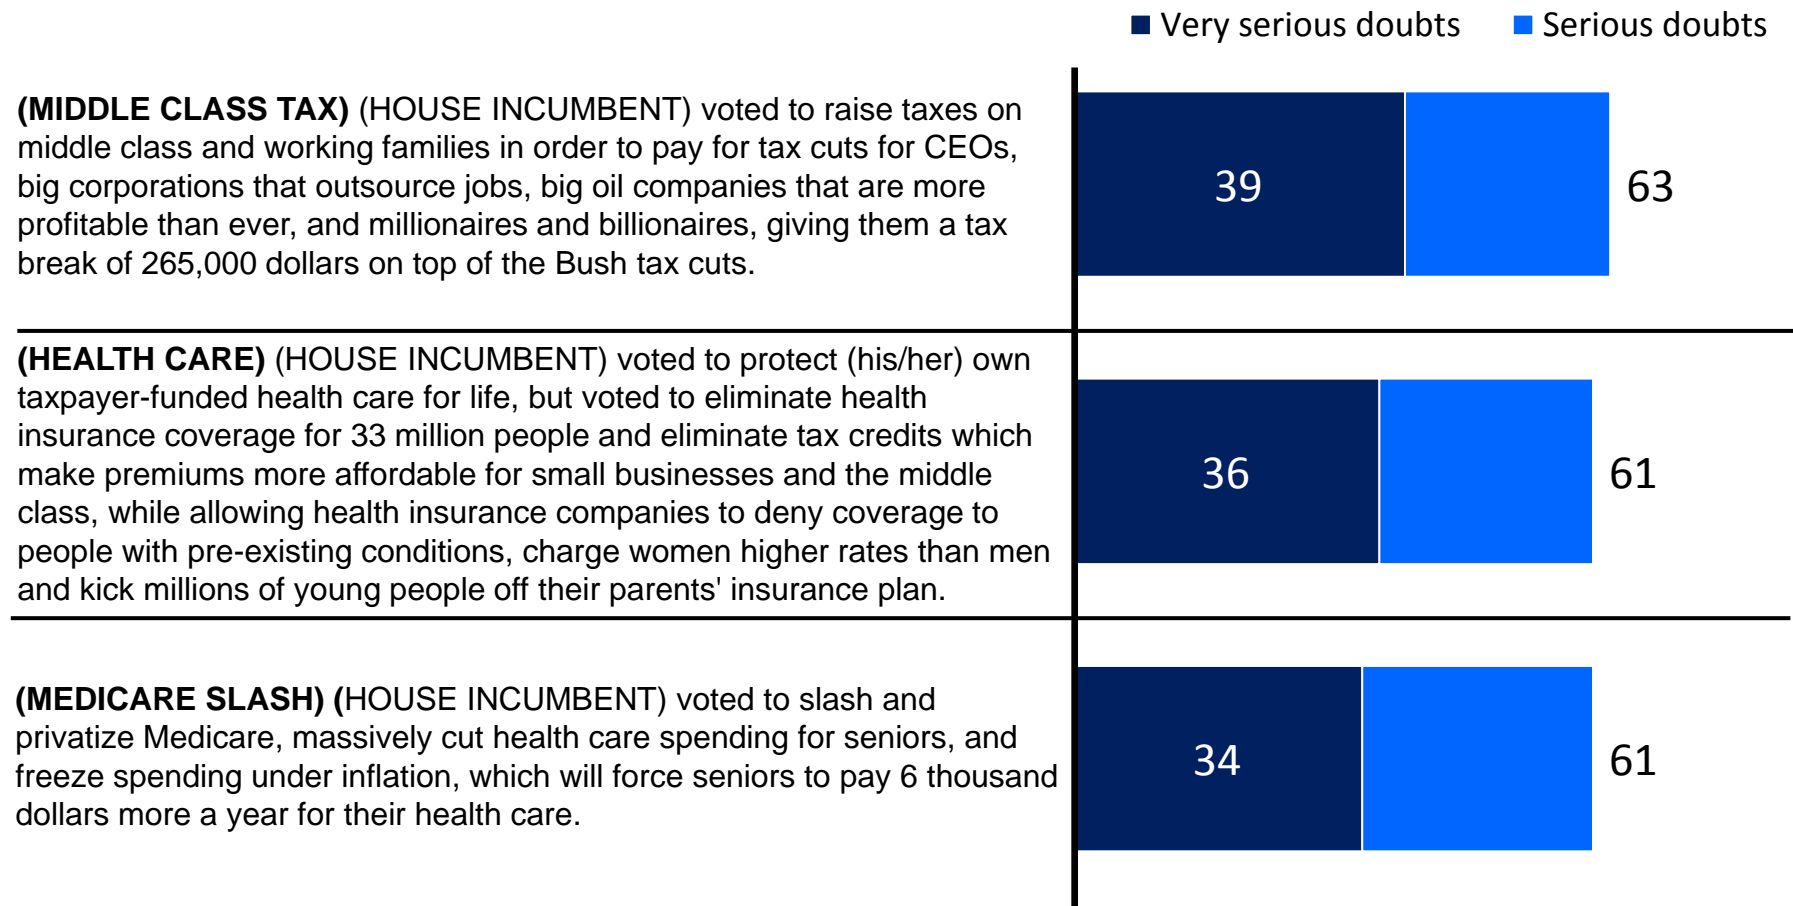 Very serious doubts Serious doubts
(MIDDLE CLASS TAX) (HOUSE INCUMBENT) voted to raise taxes on
middle class and working families in order to pay for tax cuts for CEOs,
big corporations that outsource jobs, big oil companies that are more
profitable than ever, and millionaires and billionaires, giving them a tax
break of 265,000 dollars on top of the Bush tax cuts.
39 63
(HEALTH CARE) (HOUSE INCUMBENT) voted to protect (his/her) own
taxpayer-funded health care for life, but voted to eliminate health
insurance coverage for 33 million people and eliminate tax credits which
make premiums more affordable for small businesses and the middle
class, while allowing health insurance companies to deny coverage to
people with pre-existing conditions, charge women higher rates than men
and kick millions of young people off their parents' insurance plan.
36 61
(MEDICARE SLASH) (HOUSE INCUMBENT) voted to slash and
privatize Medicare, massively cut health care spending for seniors, and
freeze spending under inflation, which will force seniors to pay 6 thousand
dollars more a year for their health care.
34 61